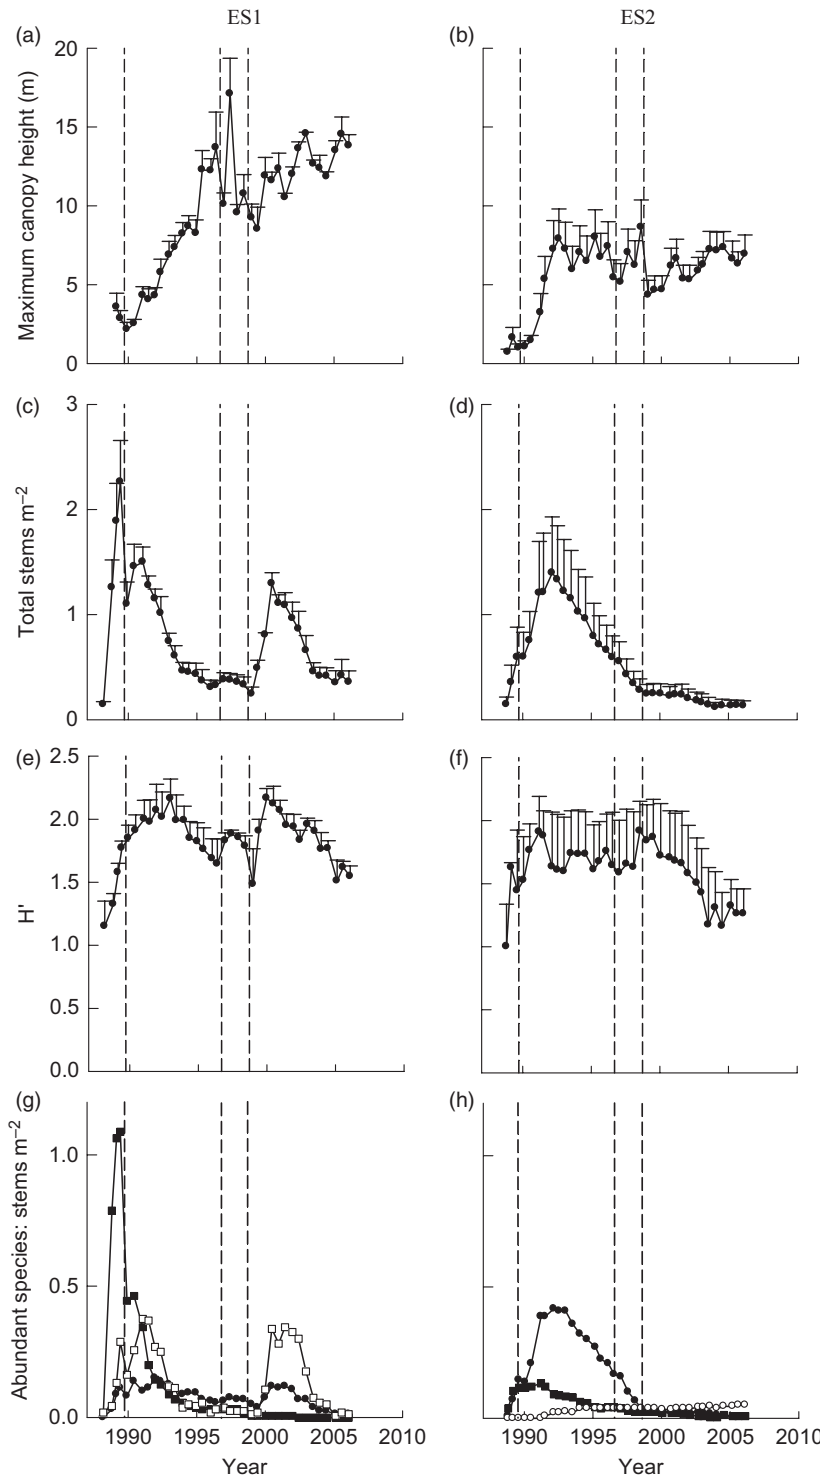 ES1 ES2
(a) (b)
20
15
10
5
0
Maximum canopy height (m)
1990 1995 2000 2005 2010
1990 1995 2000 2005 2010
(c) (d)
3
2
1
0
Total stems m⁻²
(e) (f)
2.5
2.0
1.5
1.0
0.5
0.0
H'
(g) (h)
1.0
0.5
0.0
Abundant species: stems m⁻²
Year Year